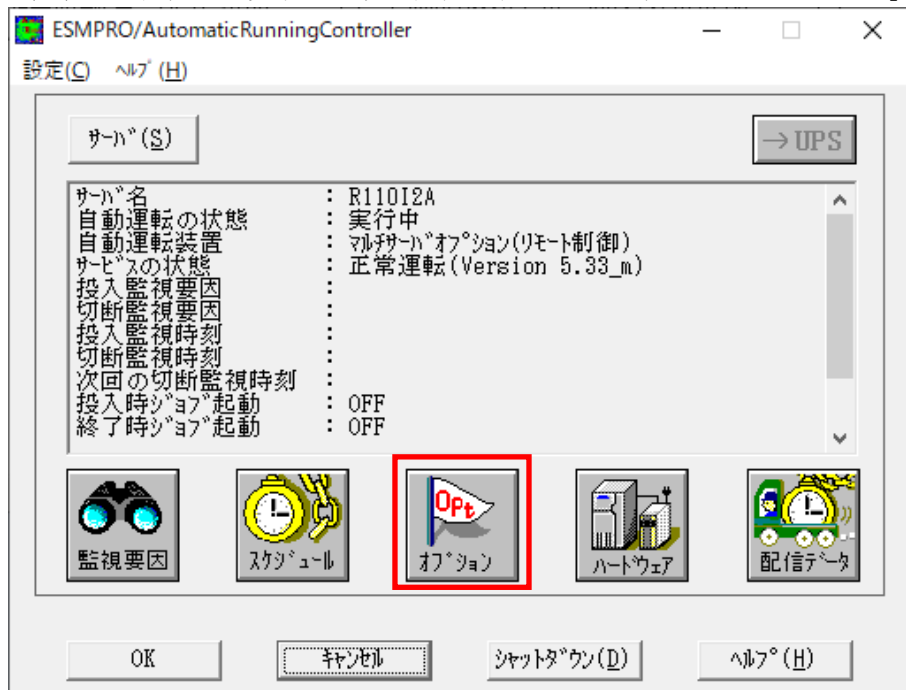 ESMPRO/AutomaticRunningController
設定(C) ﾍﾙﾌﾟ(H)
ｻｰﾊﾞ(S)
→UPS
ｻｰﾊﾞ名 : R110I2A
自動運転の状態 : 実行中
自動運転装置 : ﾏﾙﾁｻｰﾊﾞｵﾌﾟｼｮﾝ(ﾘﾓｰﾄ制御)
ｻｰﾋﾞｽの状態 : 正常運転(Version 5.33_m)
投入監視要因 :
切断監視要因 :
投入監視時刻 :
切断監視時刻 :
次回の切断監視時刻 :
投入時ｼﾞｮﾌﾞ起動 : OFF
終了時ｼﾞｮﾌﾞ起動 : OFF
Opt
監視要因 ｽｹｼﾞｭｰﾙ ｵﾌﾟｼｮﾝ ﾊｰﾄﾞｳｪｱ 配信ﾃﾞｰﾀ
OK ｷｬﾝｾﾙ ｼｬｯﾄﾀﾞｳﾝ(D) ﾍﾙﾌﾟ(H)